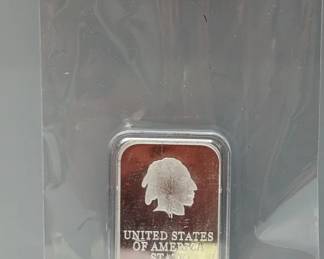 UNITED STATES
OF AMERICA